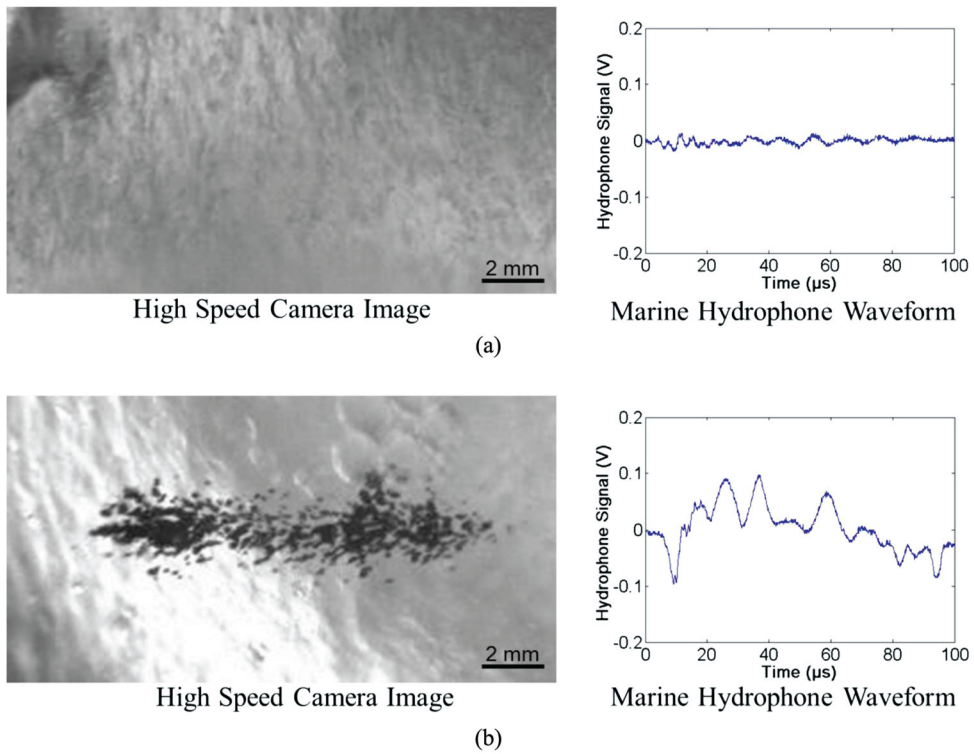 2 mm
High Speed Camera Image
Hydrophone Signal (V)
0.2
0.1
0
-0.1
-0.2
0 20 40 60 80 100
Time (µs)
Marine Hydrophone Waveform
(a)
2 mm
High Speed Camera Image
Hydrophone Signal (V)
0.2
0.1
0
-0.1
-0.2
0 20 40 60 80 100
Time (µs)
Marine Hydrophone Waveform
(b)